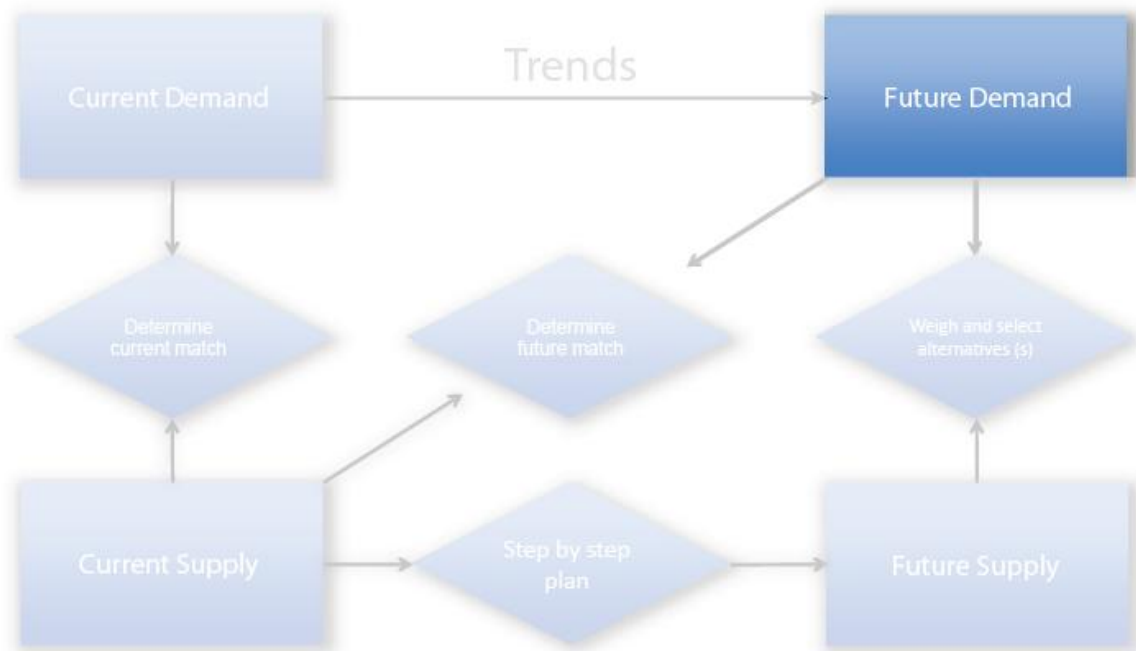 Trends
Current Demand
Future Demand
Determine
current match
Determine
future match
Weigh and select
alternatives (s)
Current Supply
Step by step
plan
Future Supply